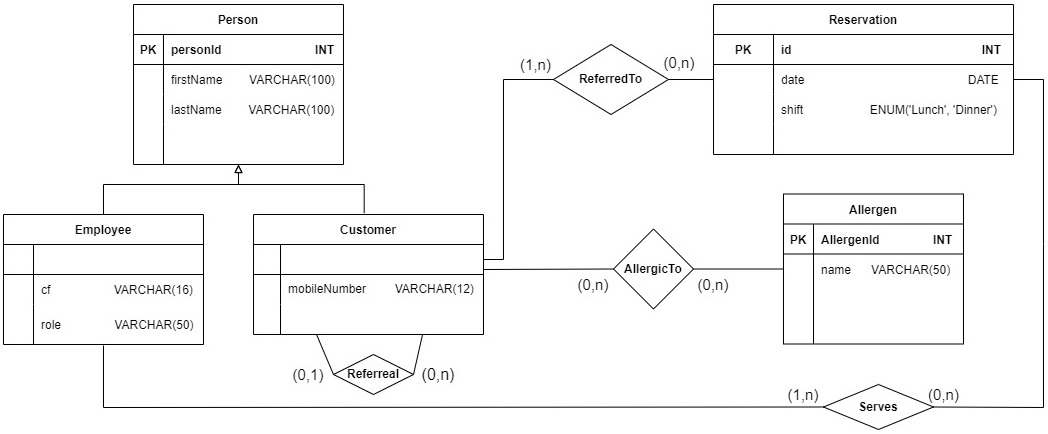 Person
PK personId INT
firstName VARCHAR(100)
lastName VARCHAR(100)
Reservation
PK id INT
date DATE
shift ENUM('Lunch', 'Dinner')
(1,n) ReferredTo (0,n)
Employee
cf VARCHAR(16)
role VARCHAR(50)
Customer
mobileNumber VARCHAR(12)
Allergen
PK AllergenId INT
name VARCHAR(50)
(0,n) AllergicTo (0,n)
(0,1) Referreal (0,n)
(1,n) Serves (0,n)